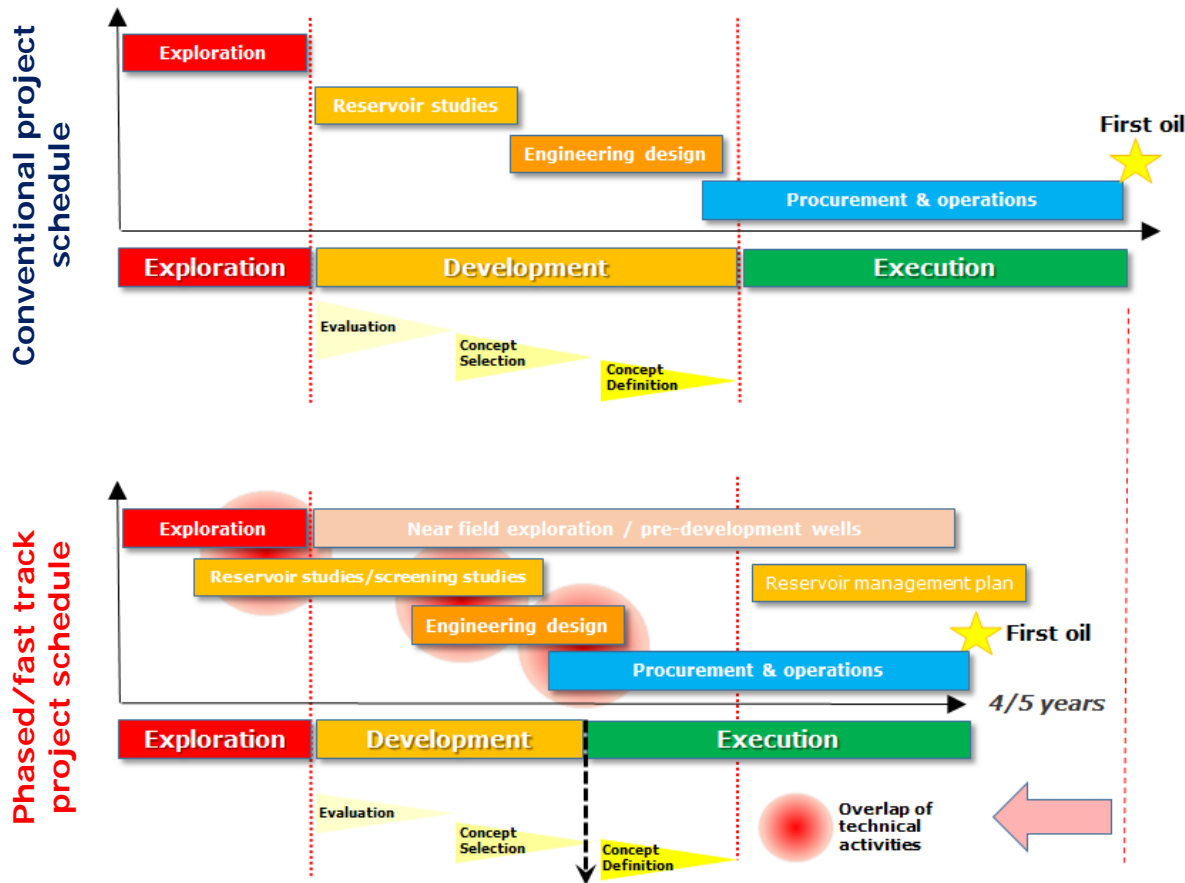 Conventional project
schedule
Exploration
Reservoir studies
Engineering design
First oil
Procurement & operations
Exploration
Development
Execution
Evaluation
Concept
Selection
Concept
Definition
Phased/fast track
project schedule
Exploration
Near field exploration / pre-development wells
Reservoir studies/screening studies
Reservoir management plan
Engineering design
First oil
Procurement & operations
4/5 years
Exploration
Development
Execution
Evaluation
Concept
Selection
Concept
Definition
Overlap of
technical
activities